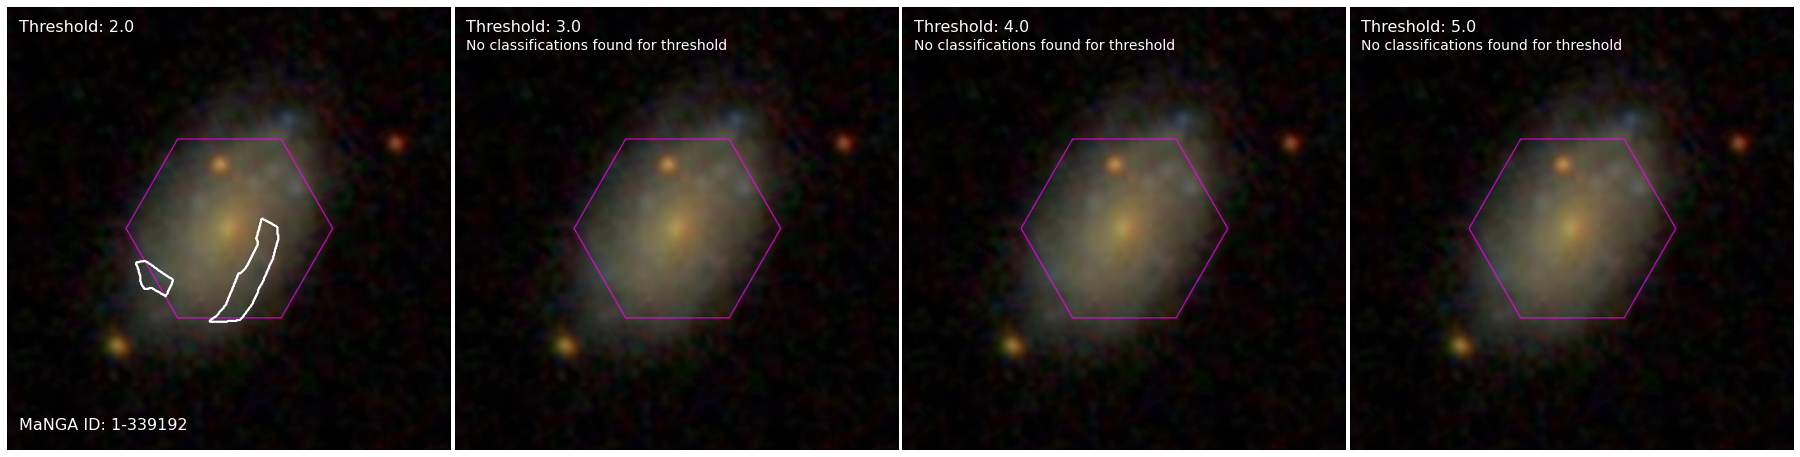 Threshold: 2.0
MaNGA ID: 1-339192
Threshold: 3.0
No classifications found for threshold
Threshold: 4.0
No classifications found for threshold
Threshold: 5.0
No classifications found for threshold